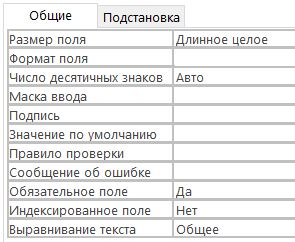 Общие Подстановка
Размер поля Длинное целое
Формат поля
Число десятичных знаков Авто
Маска ввода
Подпись
Значение по умолчанию
Правило проверки
Сообщение об ошибке
Обязательное поле Да
Индексированное поле Нет
Выравнивание текста Общее